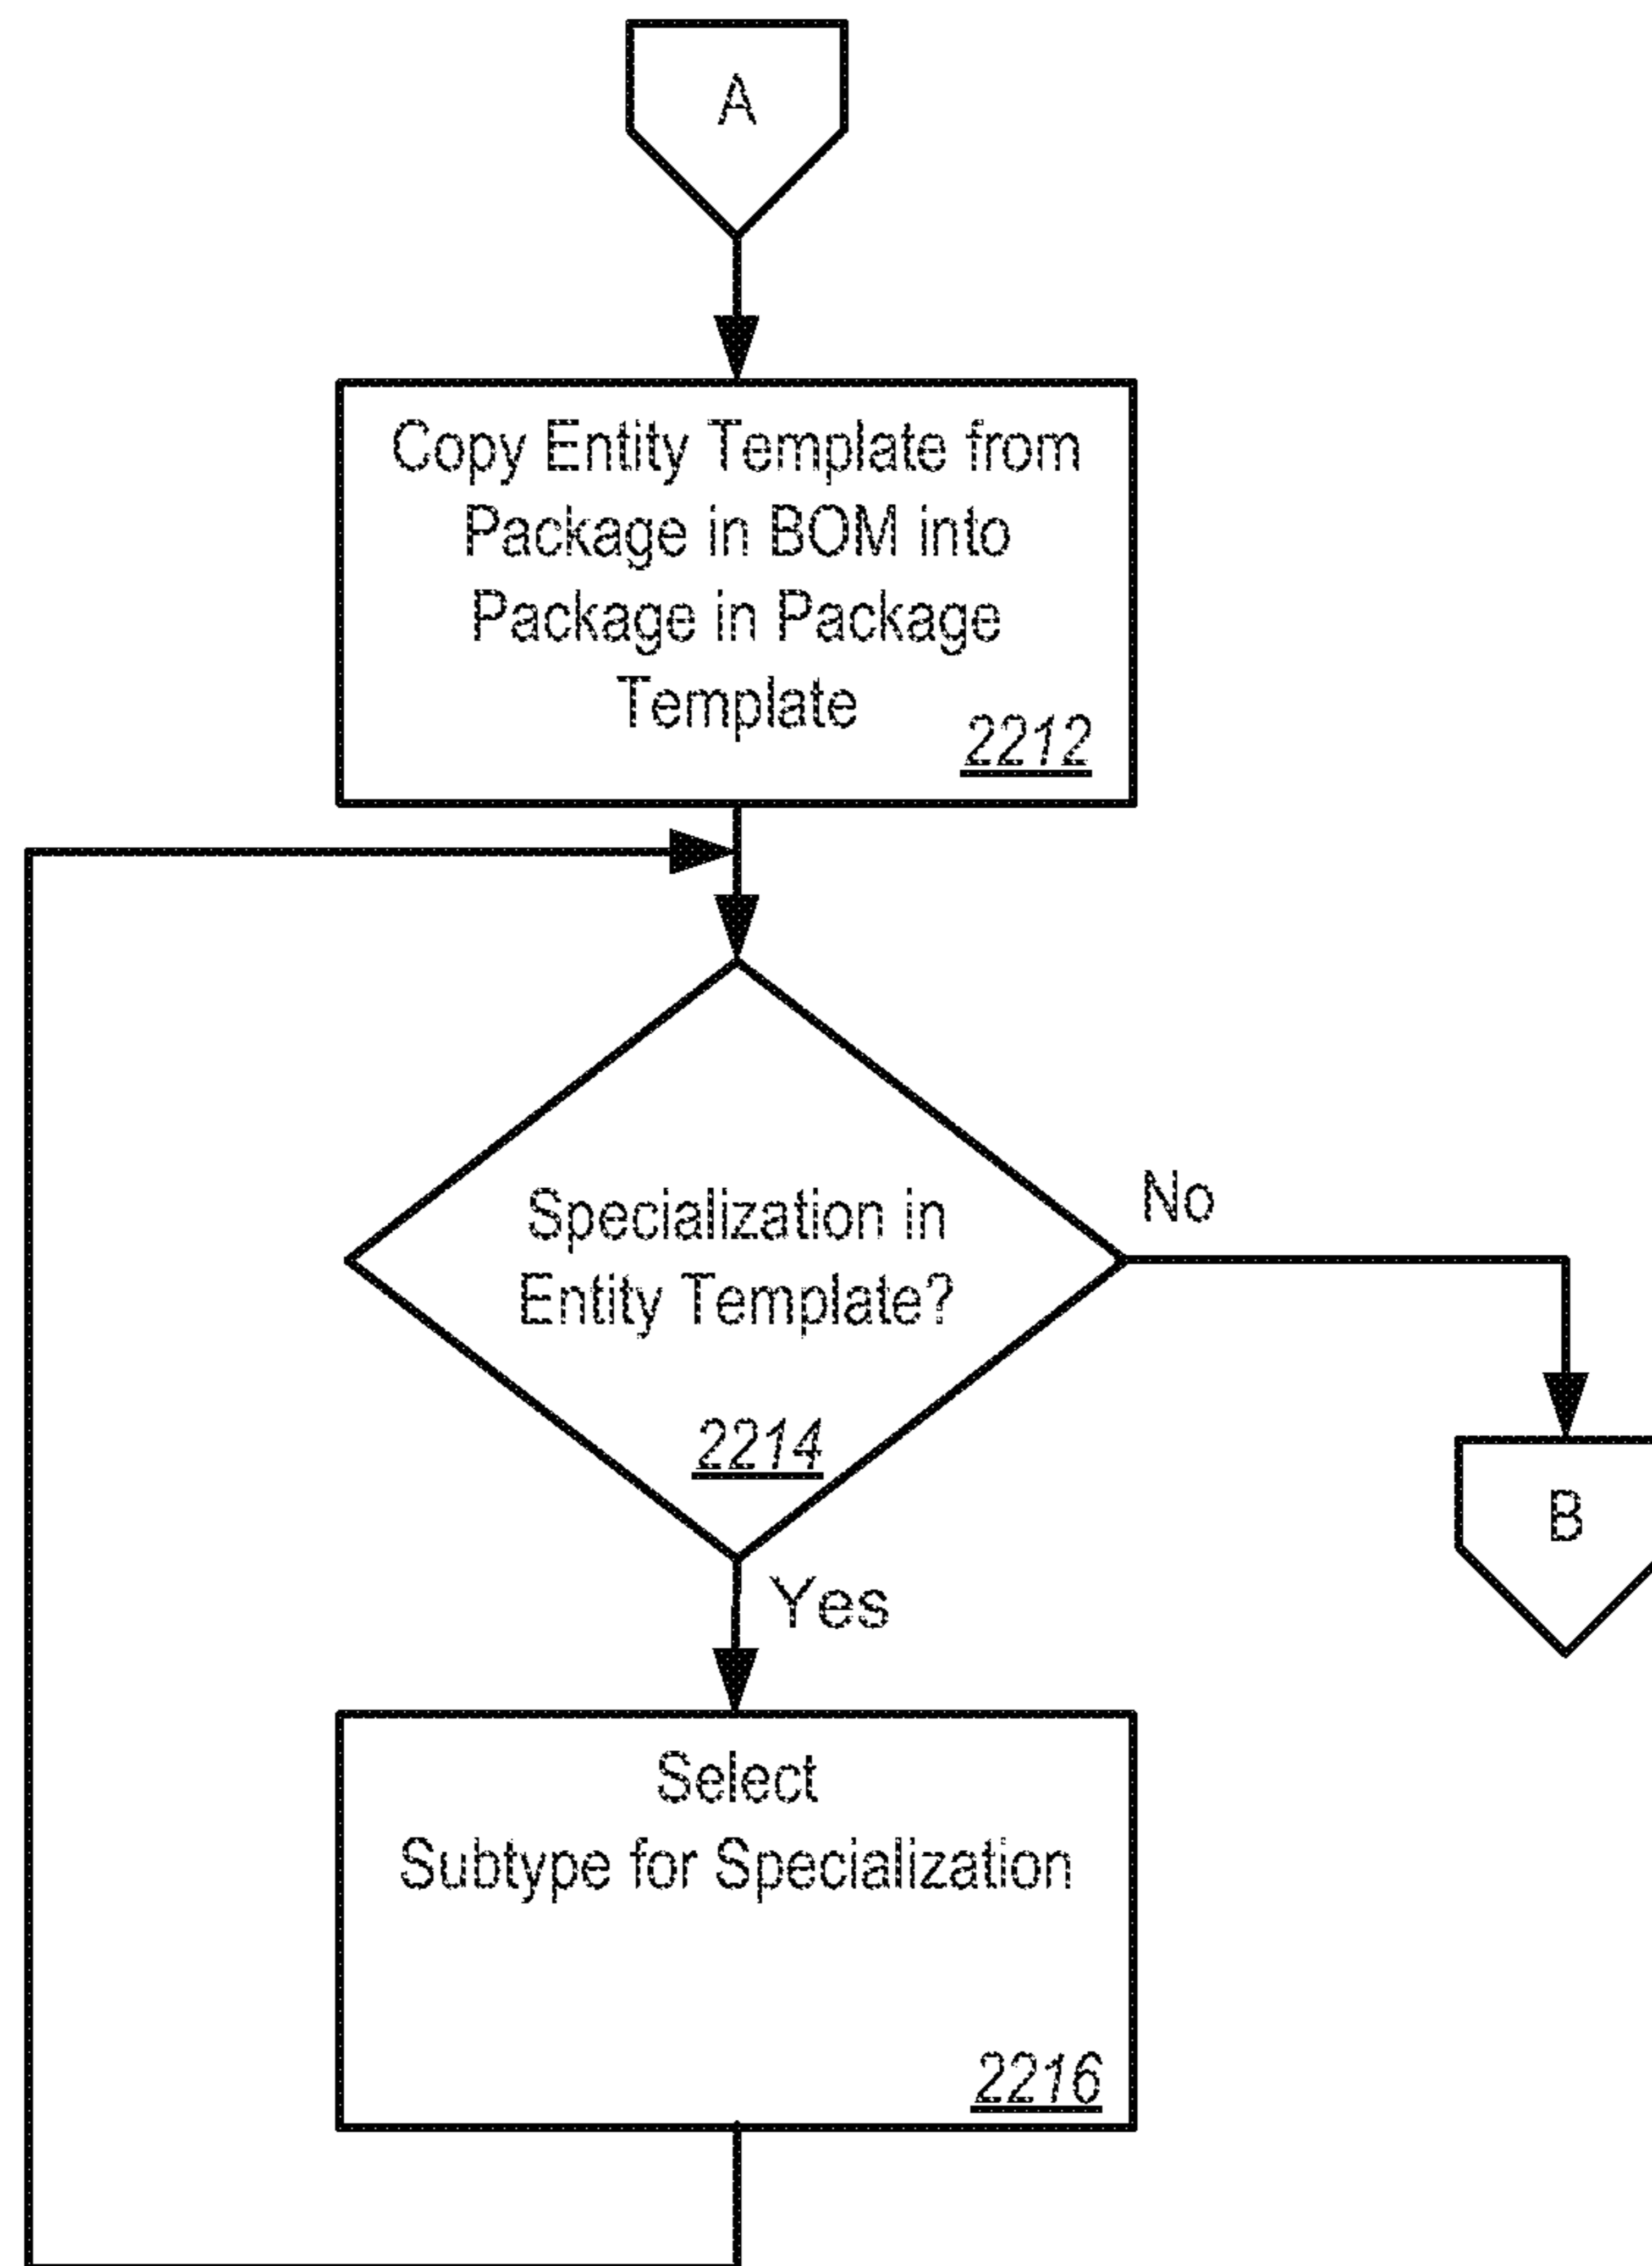 A
Copy Entity Template from
Package in BOM into
Package in Package
Template
2212
Specialization in
Entity Template?
2214
No
B
Yes
Select
Subtype for Specialization
2216